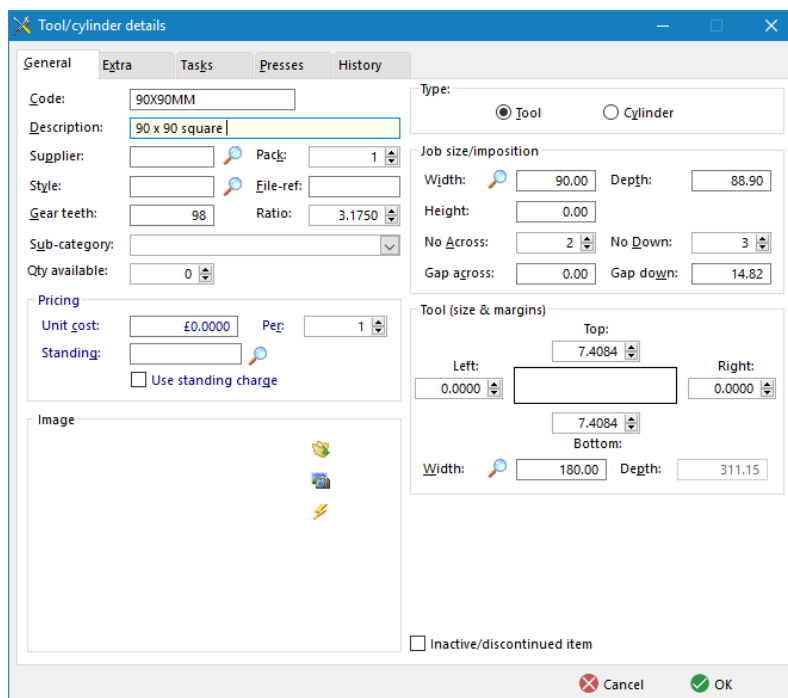 Tool/cylinder details
General Extra Tasks Presses History
Code: 90X90MM
Description: 90 x 90 square
Supplier: Pack: 1
Style: File-ref:
Gear teeth: 98 Ratio: 3.1750
Sub-category:
Qty available: 0
Pricing
Unit cost: £0.0000 Per: 1
Standing:
Use standing charge
Image
Type:
Tool Cylinder
Job size/imposition
Width: 90.00 Depth: 88.90
Height: 0.00
No Across: 2 No Down: 3
Gap across: 0.00 Gap down: 14.82
Tool (size & margins)
Top:
7.4084
Left: Right:
0.0000 0.0000
7.4084
Bottom:
Width: 180.00 Depth: 311.15
Inactive/discontinued item
Cancel OK